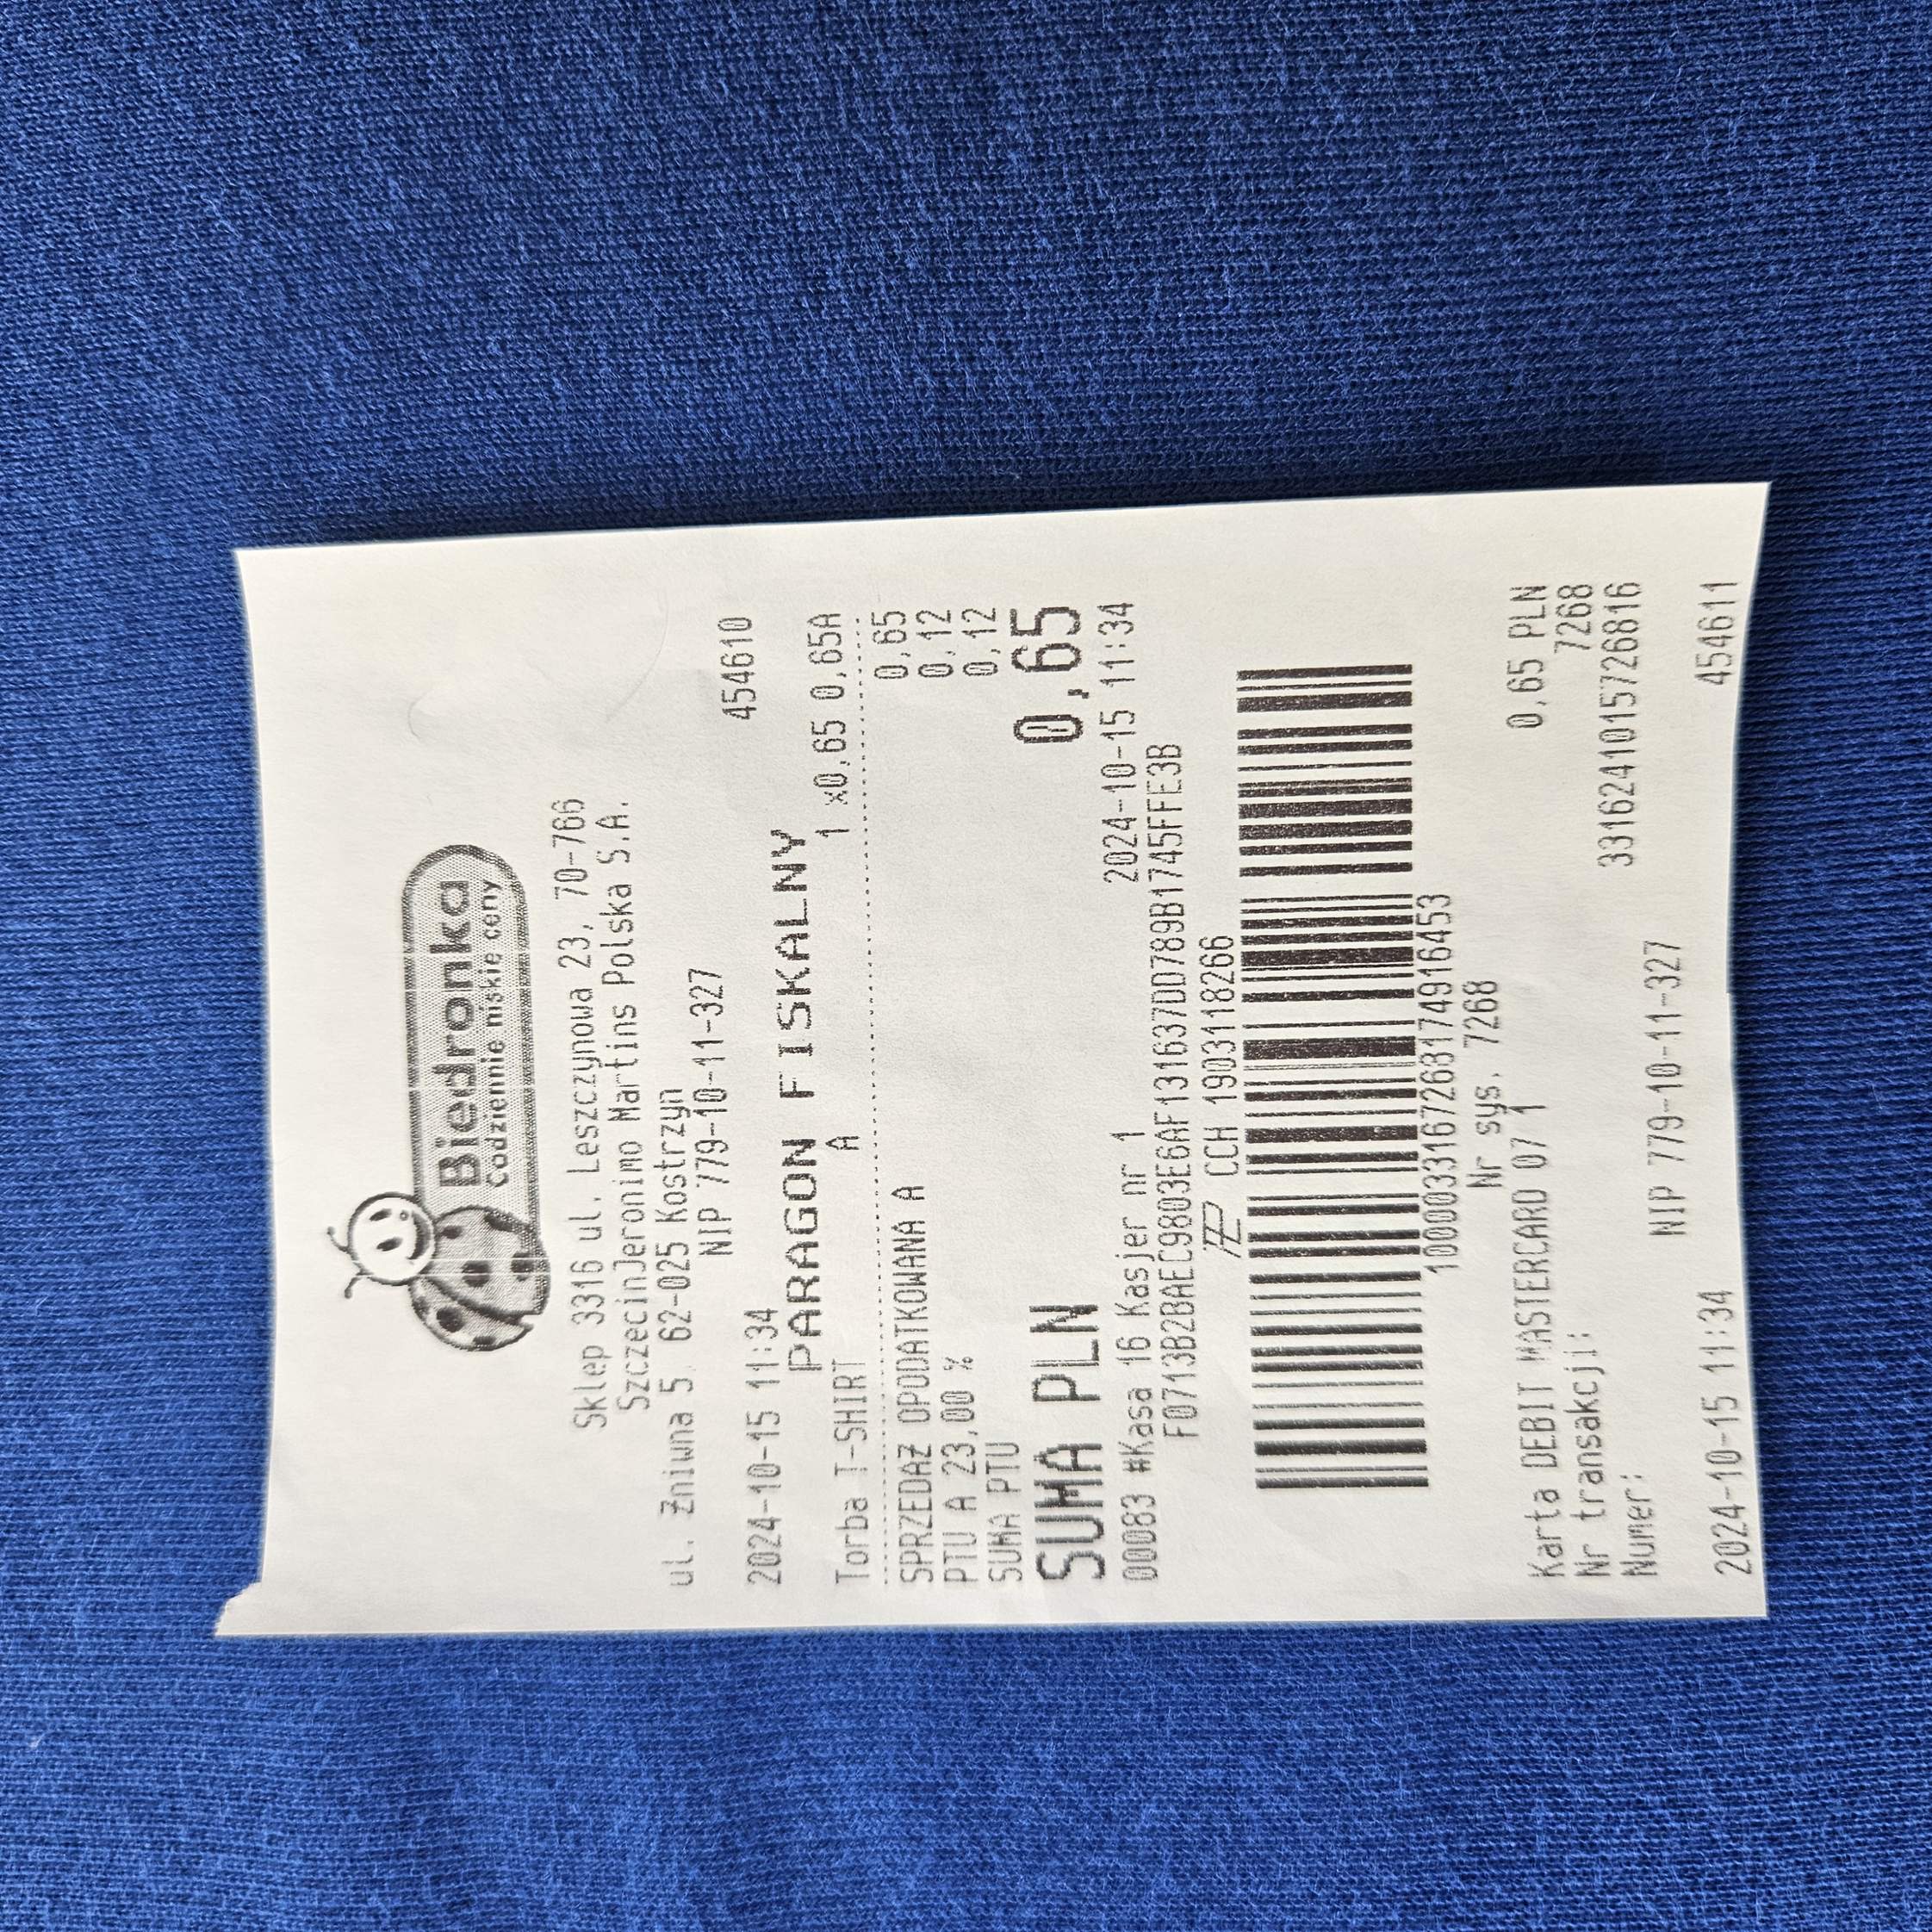 Biedronka
Codziennie niskie ceny
Sklep 3316 ul. Leszczynowa 23, 70-766
SzczecinJeronimo Martins Polska S.A.
ul. Żniwna 5 62-025 Kostrzyn
NIP 779-10-11-327
2024-10-15 11:34 454610
PARAGON FISKALNY
Torba T-SHIRT A 1 x0,65 0,65A
SPRZEDAŻ OPODATKOWANA A 0,65
PTU A 23,00 % 0,12
SUMA PTU 0,12
SUMA PLN 0,65
00083 #Kasa 16 Kasjer nr 1 2024-10-15 11:34
F0713B2BAEC9803E6AF131637DD789B1745FFE3B
CCH 1903118266
1000033167268174916453
Nr sys. 7268
Karta DEBIT MASTERCARD 07 1 0,65 PLN
Nr transakcji: 7268
Numer: 3316241015726816
NIP 779-10-11-327
2024-10-15 11:34 454611